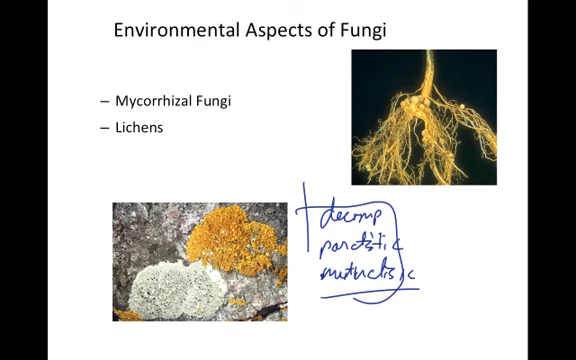 Environmental Aspects of Fungi
– Mycorrhizal Fungi
– Lichens
decomp
parasitic
mutualistic